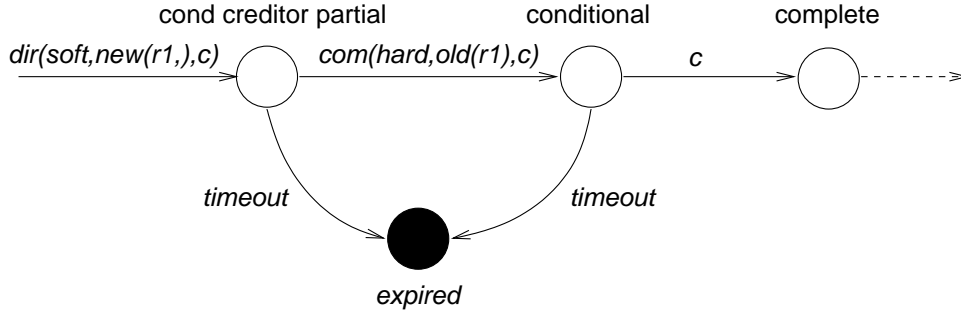 cond creditor partial
conditional
complete
dir(soft,new(r1,),c)
com(hard,old(r1),c)
c
timeout
timeout
expired